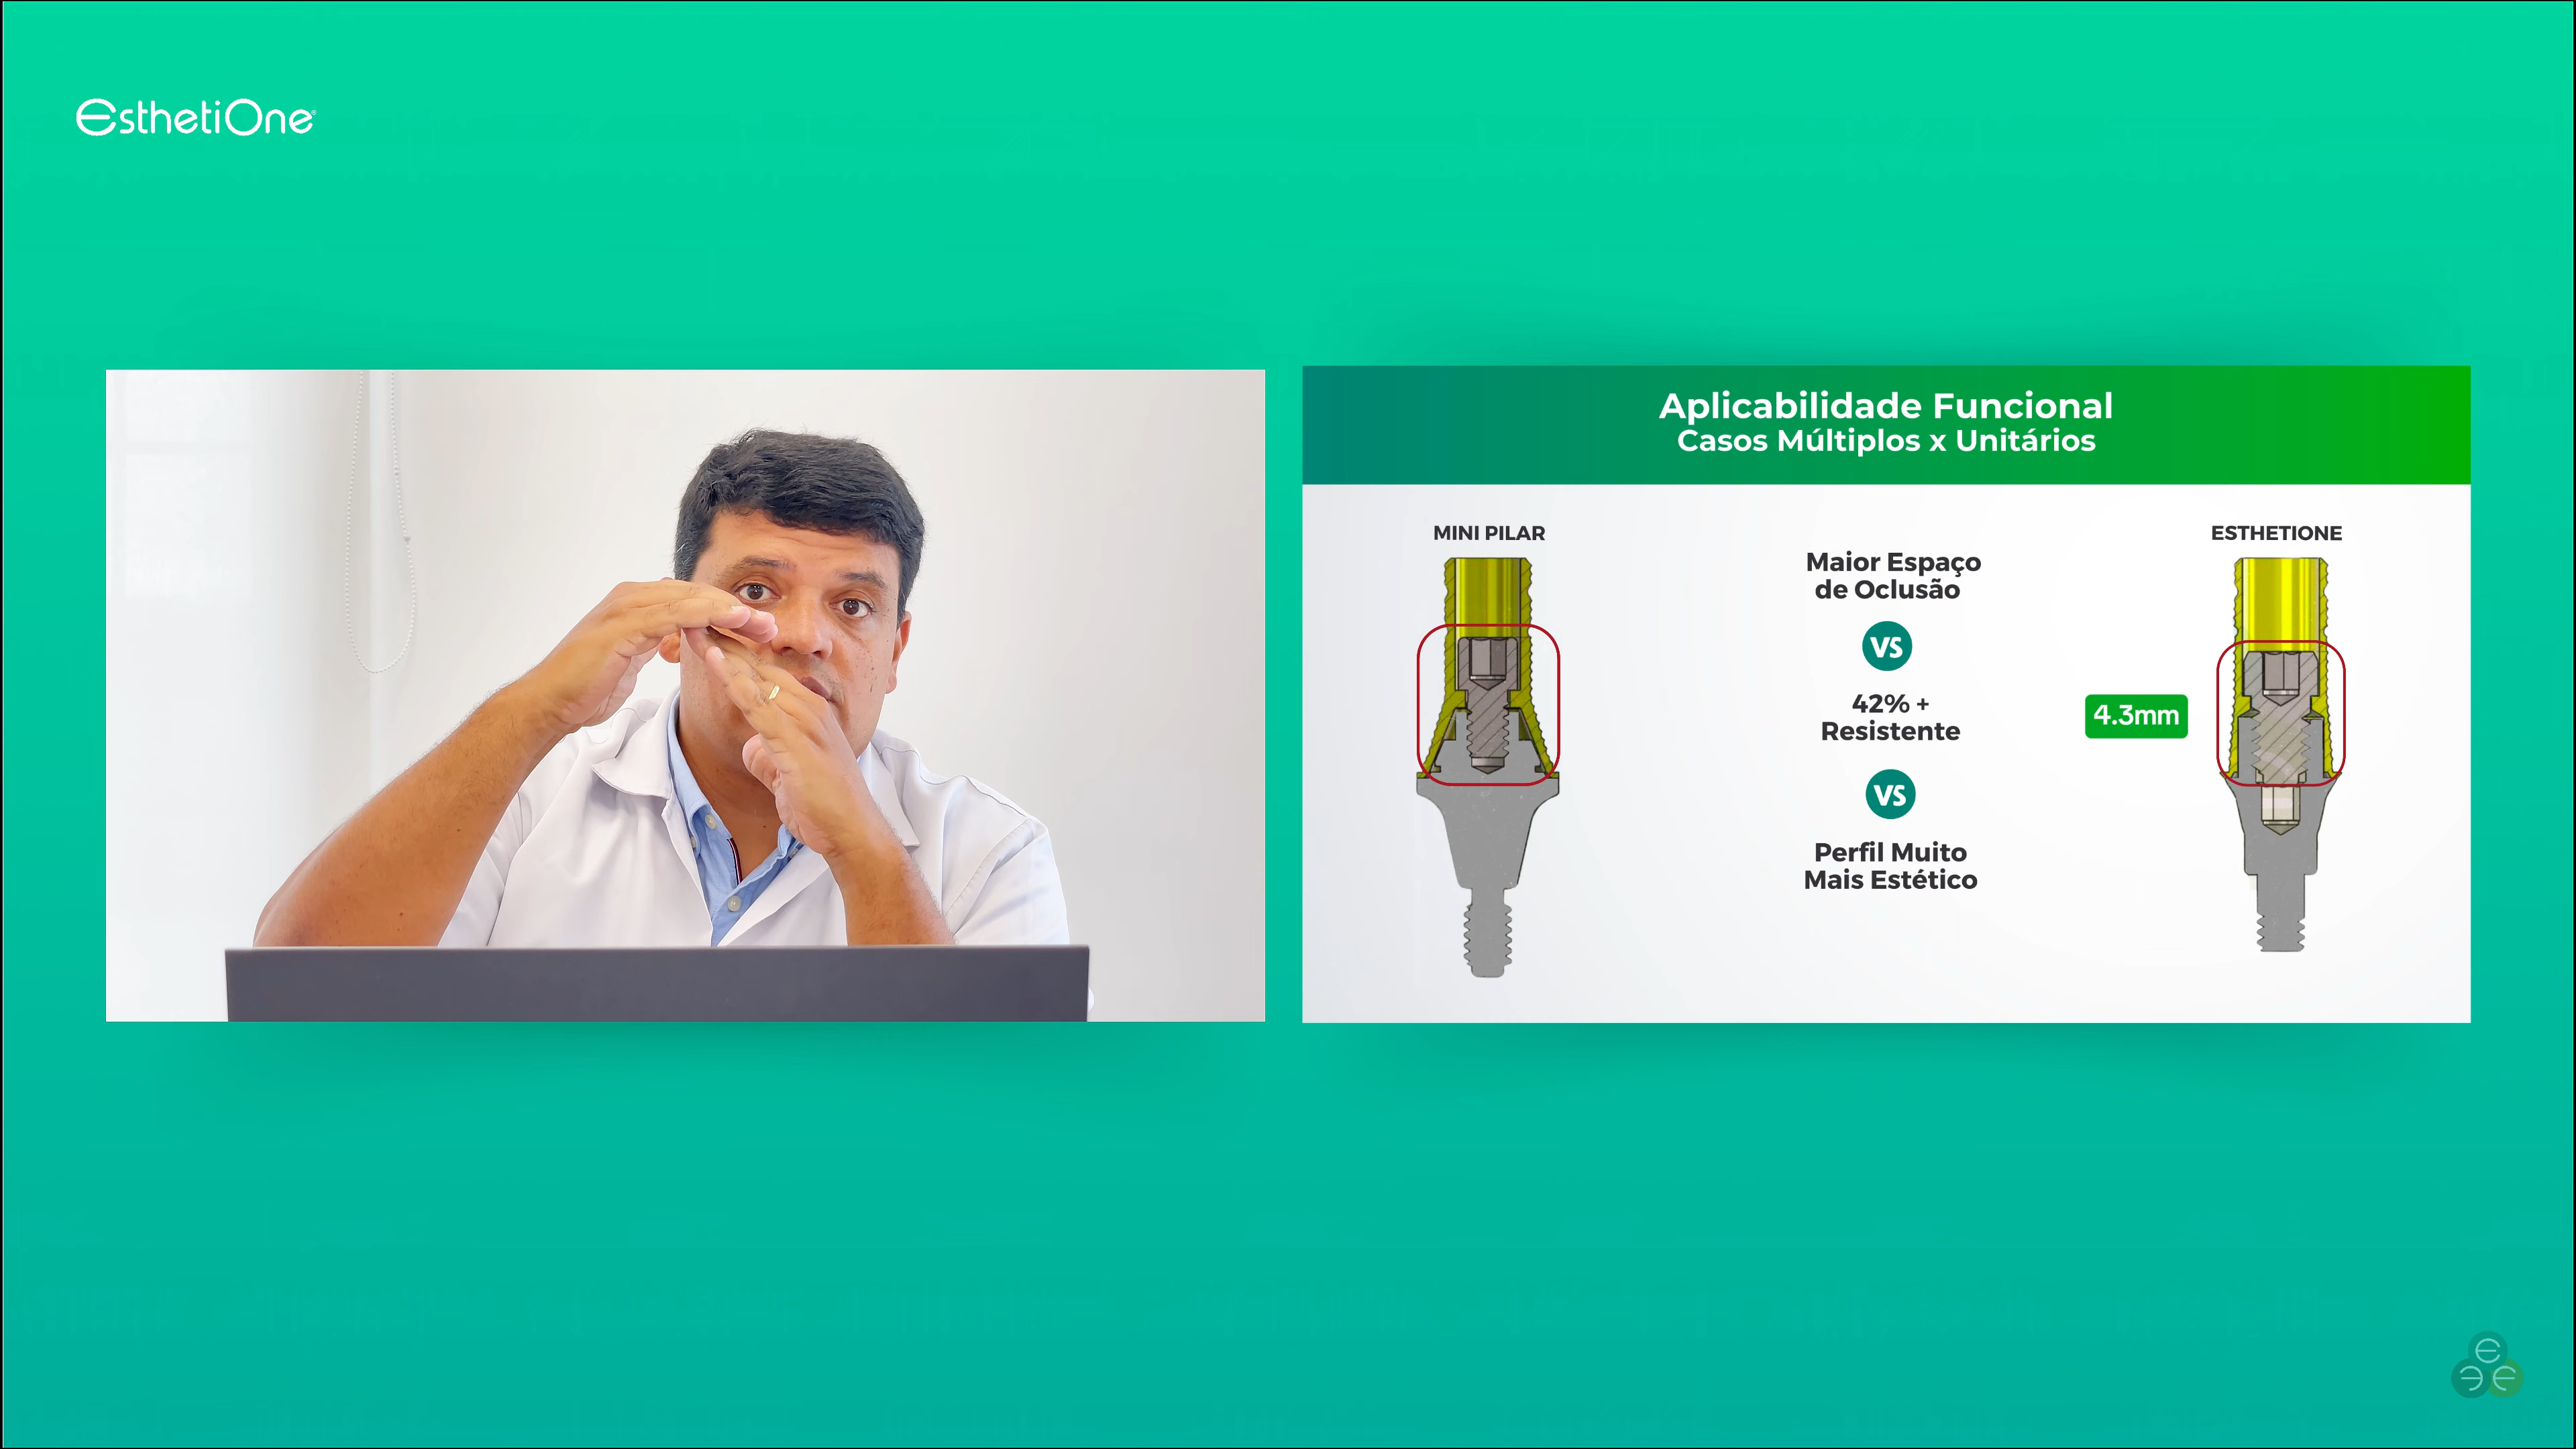 EsthetiOne®
Aplicabilidade Funcional
Casos Múltiplos x Unitários
MINI PILAR
ESTHETIONE
Maior Espaço
de Oclusão
VS
42% +
Resistente
4.3mm
VS
Perfil Muito
Mais Estético